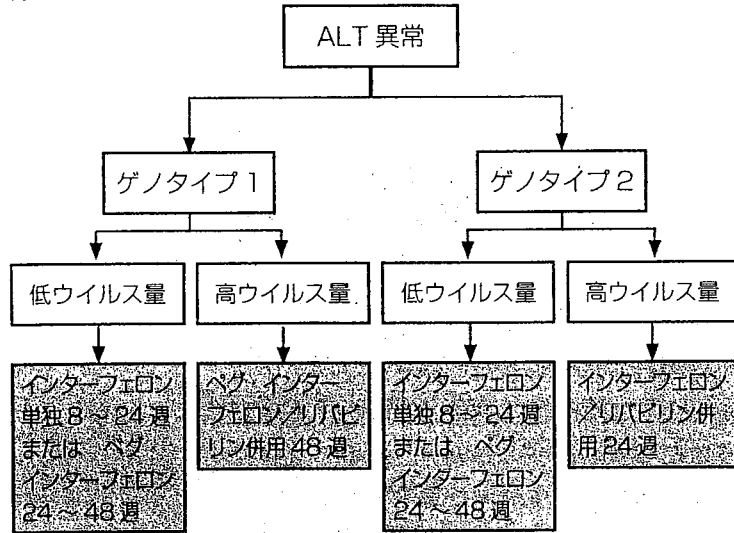 ALT 異常
ゲノタイプ 1
ゲノタイプ 2
低ウイルス量
高ウイルス量
低ウイルス量
高ウイルス量
インターフェロン
単独 8 ~ 24 週
または ペグ・
インターフェロン
24 ~ 48 週
ペグ・インター
フェロン/リバビ
リン併用 48 週
インターフェロン
単独 8 ~ 24 週
または ペグ・
インターフェロン
24 ~ 48 週
インターフェロン
/リバビリン併
用 24 週